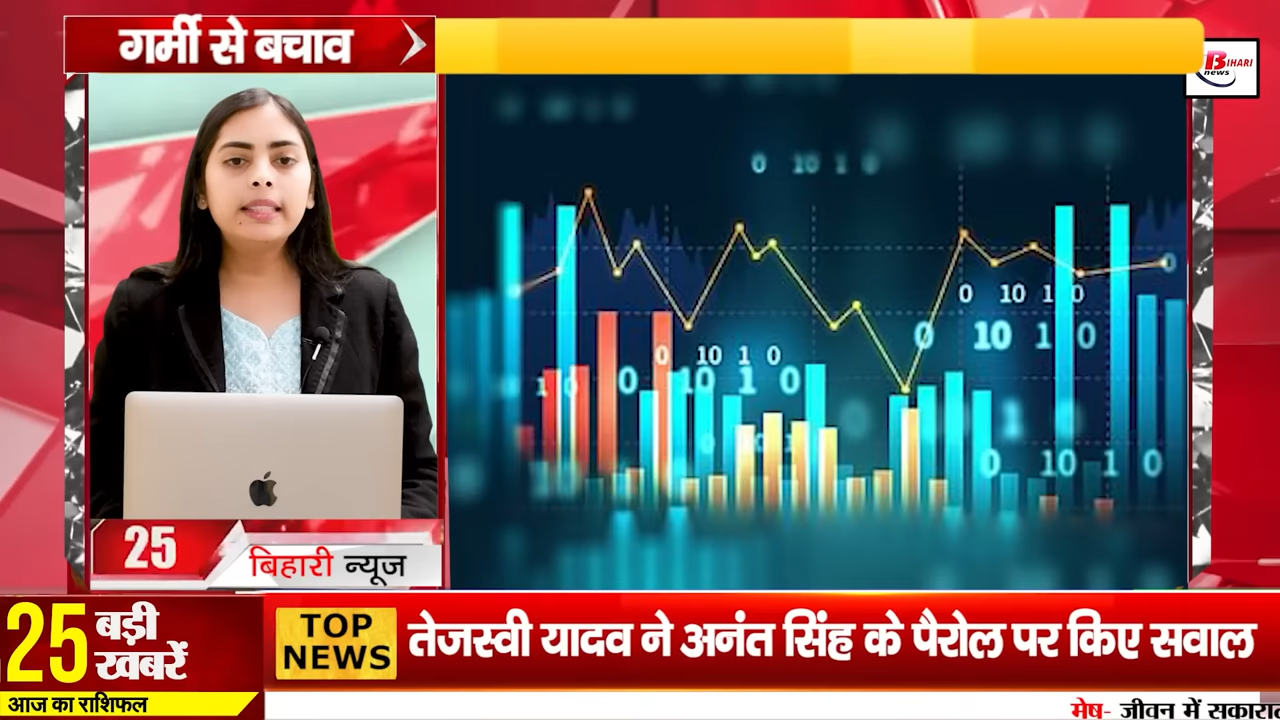 गर्मी से बचाव
BIHARI
news
0 10 1 0
0 10 1 0
0 10 1 0
0 10 1 0
0 10 1 0
0 10 1 0
25
बिहारी न्यूज
25 बड़ी
खबरें
TOP
NEWS
तेजस्वी यादव ने अनंत सिंह के पैरोल पर किए सवाल
आज का राशिफल
मेष- जीवन में